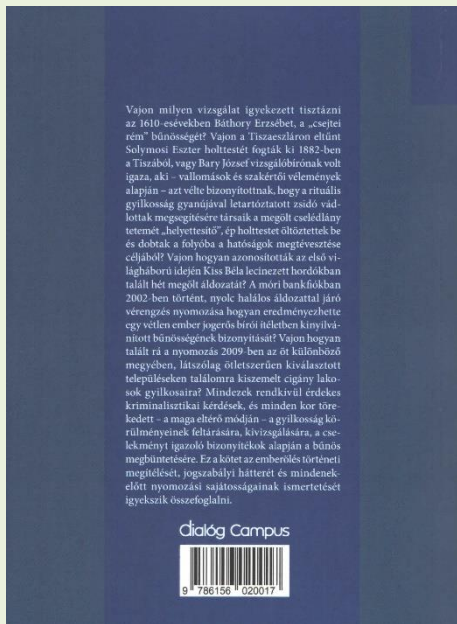 Vajon milyen vizsgálat igyekezett tisztázni
az 1610-esévekben Báthory Erzsébet, a „csejtei
rém” bűnösségét? Vajon a Tiszaeszláron eltűnt
Solymosi Eszter holttestét fogták ki 1882-ben
a Tiszából, vagy Bary József vizsgálóbírónak volt
igaza, aki – vallomások és szakértői vélemények
alapján – azt vélte bizonyítottnak, hogy a rituális
gyilkosság gyanújával letartóztatott zsidó vád-
lottak megsegítésére társaik a megölt cselédlány
tetemét „helyettesítő”, ép holttestet öltöztettek be
és dobtak a folyóba a hatóságok megtévesztése
céljából? Vajon hogyan azonosították az első vi-
lágháború idején Kiss Béla lecinezett hordókban
talált hét megölt áldozatát? A móri bankfiókban
2002-ben történt, nyolc halálos áldozattal járó
vérengzés nyomozása hogyan eredményezhette
egy vétlen ember jogerős bírói ítéletben kinyilvá-
nított bűnösségének bizonyítását? Vajon hogyan
talált rá a nyomozás 2009-ben az öt különböző
megyében, látszólag ötletszerűen kiválasztott
településeken találomra kiszemelt cigány lako-
sok gyilkosaira? Mindezek rendkívül érdekes
kriminalisztikai kérdések, és minden kor töre-
kedett – a maga eltérő módján – a gyilkosság kö-
rülményeinek feltárására, kivizsgálására, a cse-
lekményt igazoló bizonyítékok alapján a bűnös
megbüntetésére. Ez a kötet az emberölés történeti
megítélését, jogszabályi hátterét és mindenek-
előtt nyomozási sajátosságainak ismertetését
igyekszik összefoglalni.
dialóg Campus
9 786156 020017